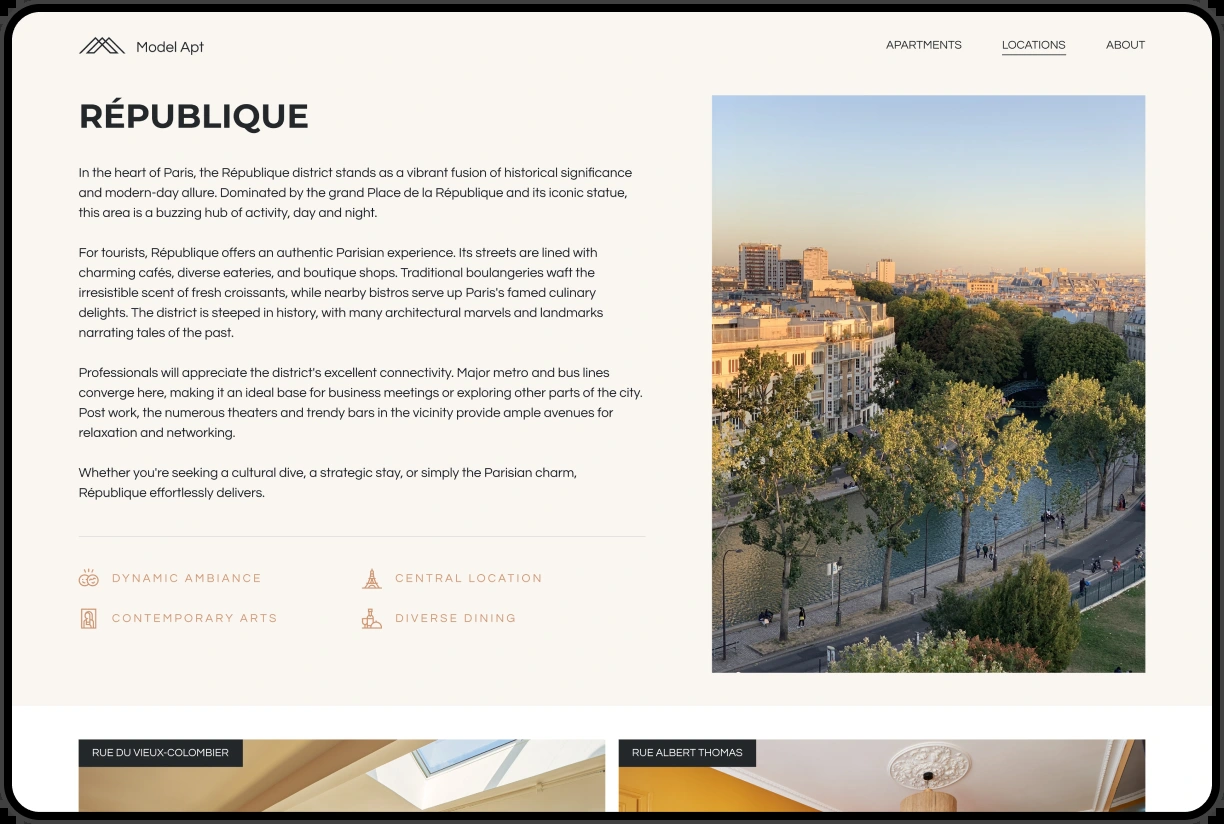 Model Apt
APARTMENTS
LOCATIONS
ABOUT
RÉPUBLIQUE
In the heart of Paris, the République district stands as a vibrant fusion of historical significance
and modern-day allure. Dominated by the grand Place de la République and its iconic statue,
this area is a buzzing hub of activity, day and night.
For tourists, République offers an authentic Parisian experience. Its streets are lined with
charming cafés, diverse eateries, and boutique shops. Traditional boulangeries waft the
irresistible scent of fresh croissants, while nearby bistros serve up Paris's famed culinary
delights. The district is steeped in history, with many architectural marvels and landmarks
narrating tales of the past.
Professionals will appreciate the district's excellent connectivity. Major metro and bus lines
converge here, making it an ideal base for business meetings or exploring other parts of the city.
Post work, the numerous theaters and trendy bars in the vicinity provide ample avenues for
relaxation and networking.
Whether you're seeking a cultural dive, a strategic stay, or simply the Parisian charm,
République effortlessly delivers.
DYNAMIC AMBIANCE
CENTRAL LOCATION
CONTEMPORARY ARTS
DIVERSE DINING
RUE DU VIEUX-COLOMBIER
RUE ALBERT THOMAS